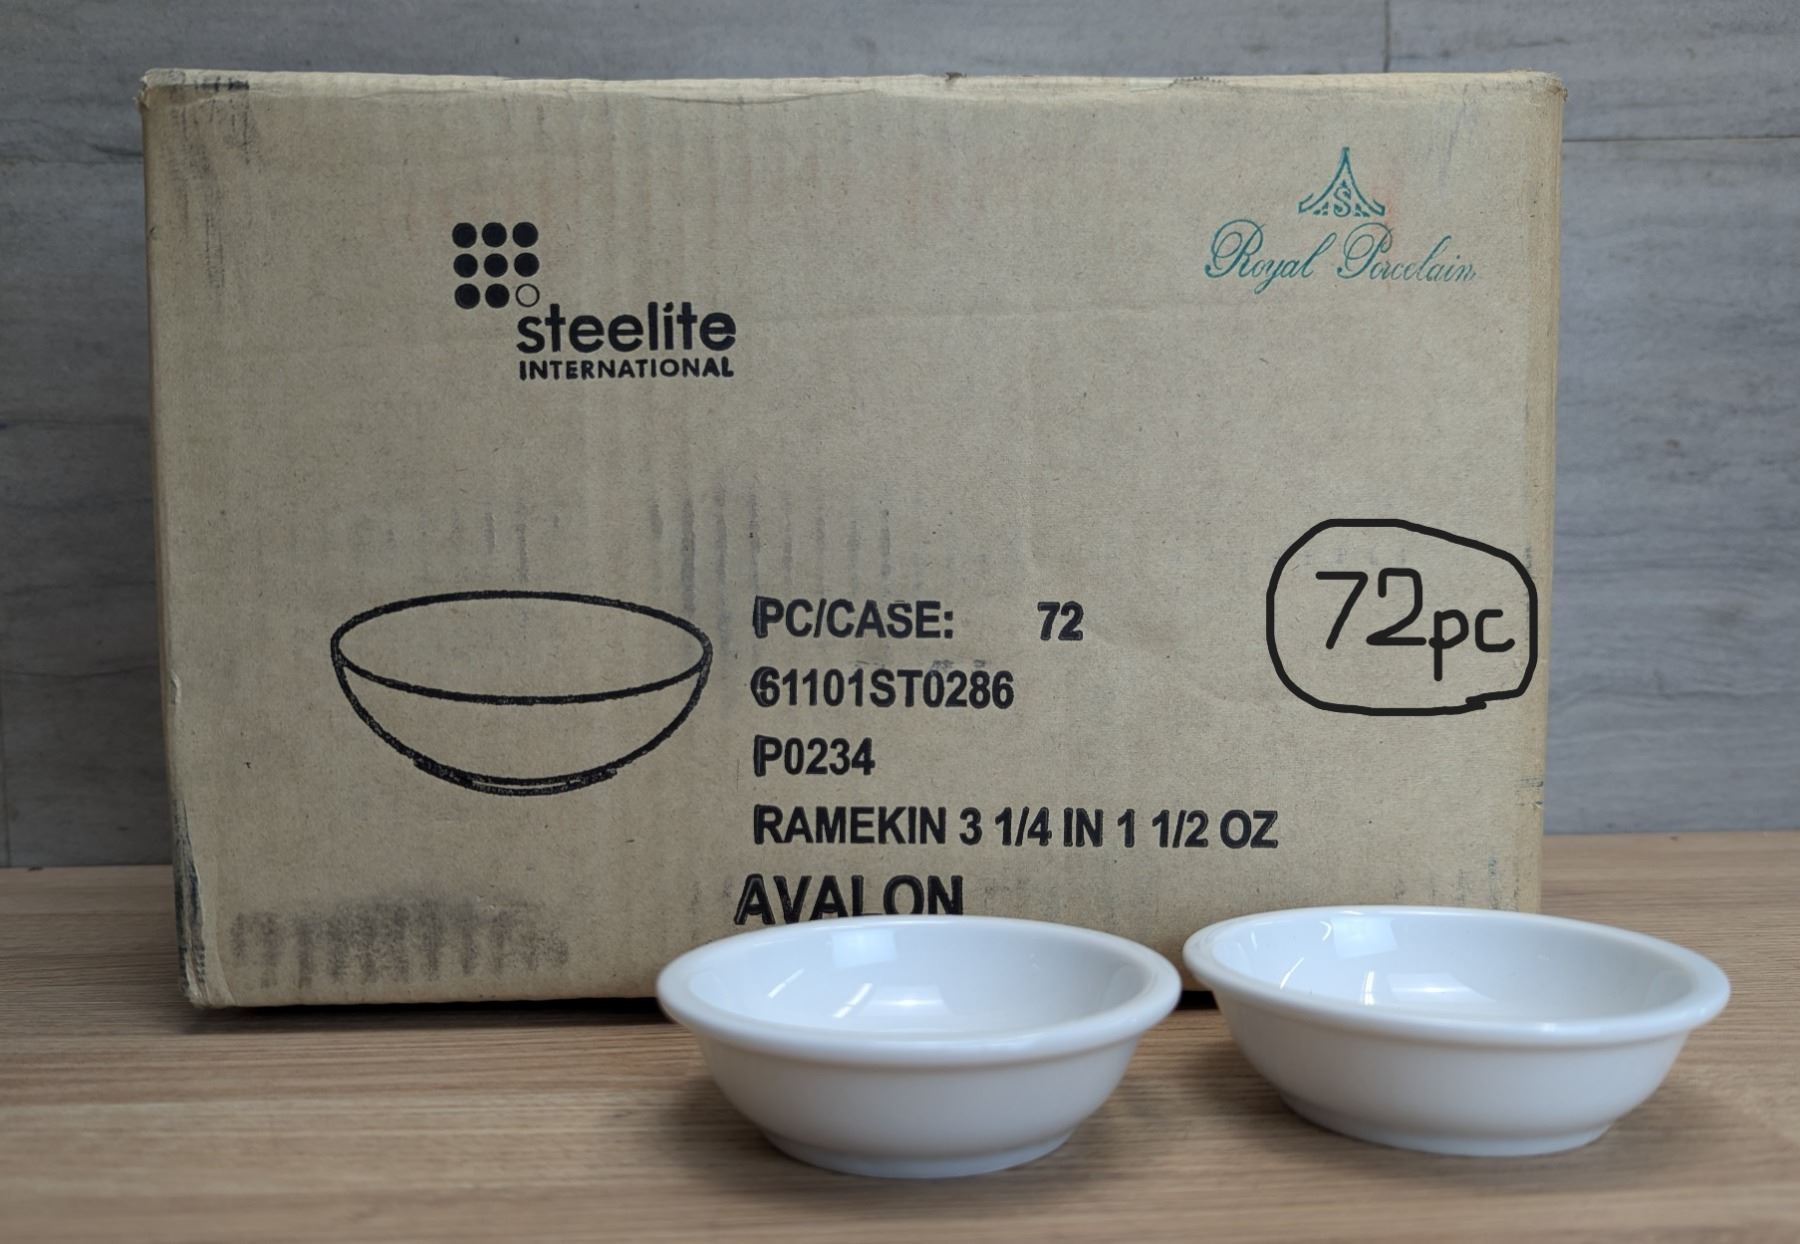 steelite
INTERNATIONAL
S
Royal Porcelain
PC/CASE: 72
72pc
61101ST0286
P0234
RAMEKIN 3 1/4 IN 1 1/2 OZ
AVALON